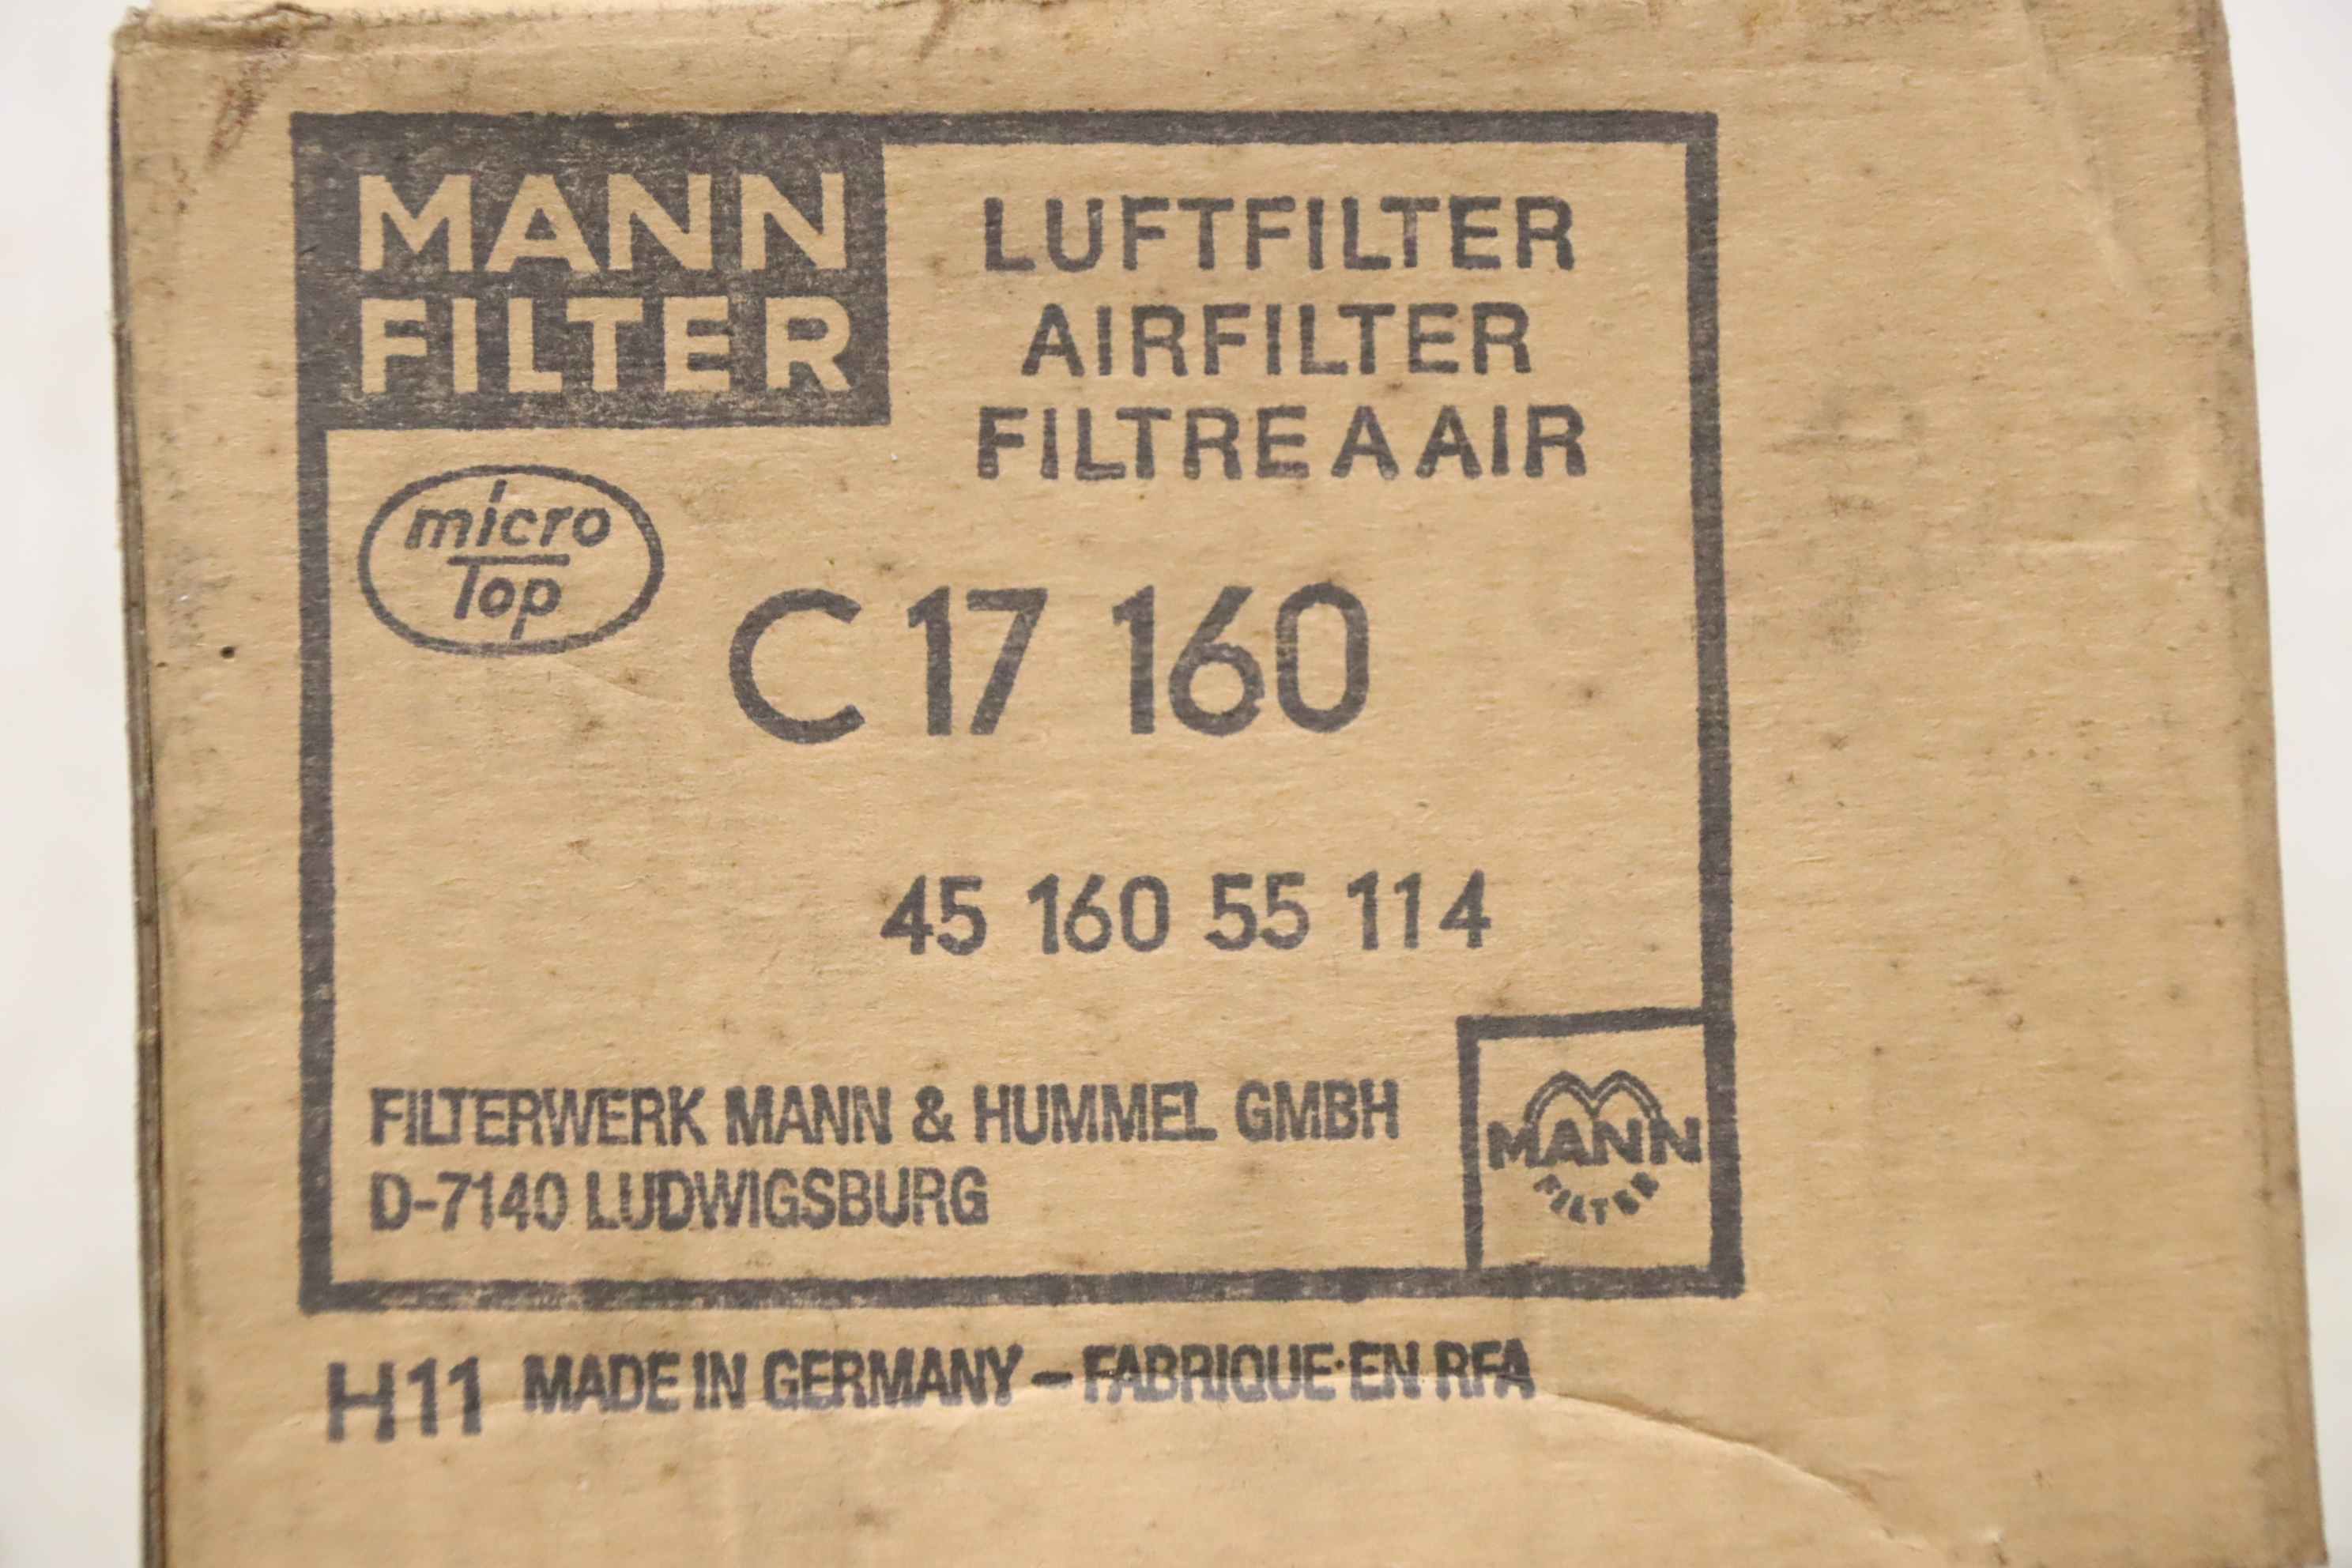 MANN
FILTER
LUFTFILTER
AIRFILTER
FILTRE A AIR
micro
Top
C 17 160
45 160 55 114
FILTERWERK MANN & HUMMEL GMBH
D-7140 LUDWIGSBURG
MANN
FILTER
H11 MADE IN GERMANY – FABRIQUE·EN RFA